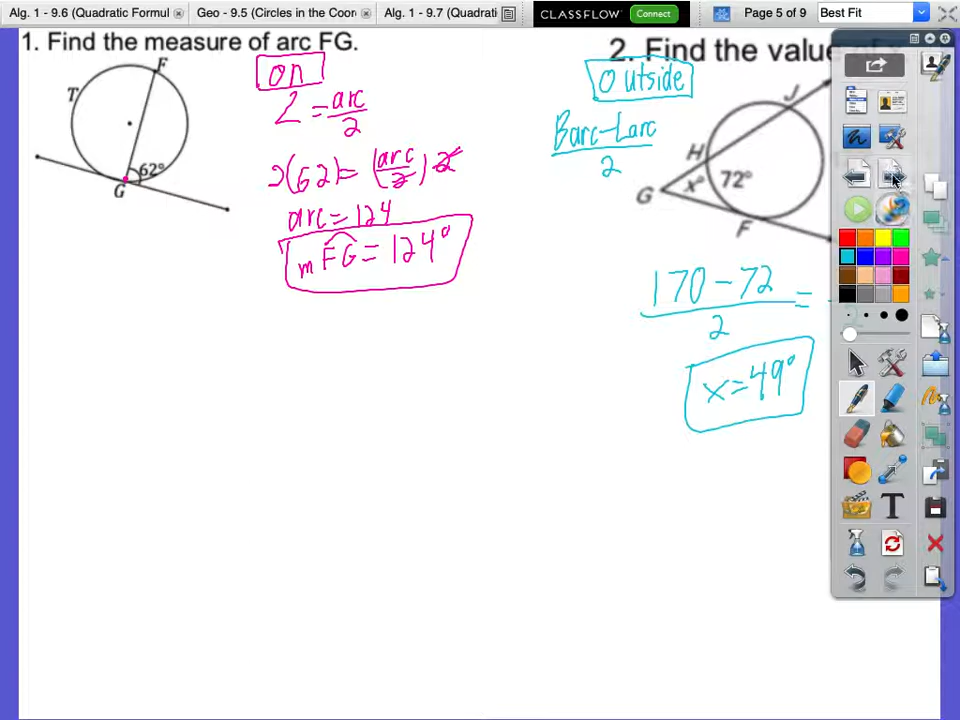 Alg. 1 - 9.6 (Quadratic Formul
Geo - 9.5 (Circles in the Coor
Alg. 1 - 9.7 (Quadrati
CLASSFLOW
Connect
Page 5 of 9
Best Fit
1. Find the measure of arc FG.
T
F
62°
G
on
∠ = arc/2
2(62) = (arc/2) 2
arc = 124
m FG = 124°
2. Find the value of
Outside
Barc-Larc
2
J
H
G
x°
72°
F
170 - 72 =
2
x = 49°
T